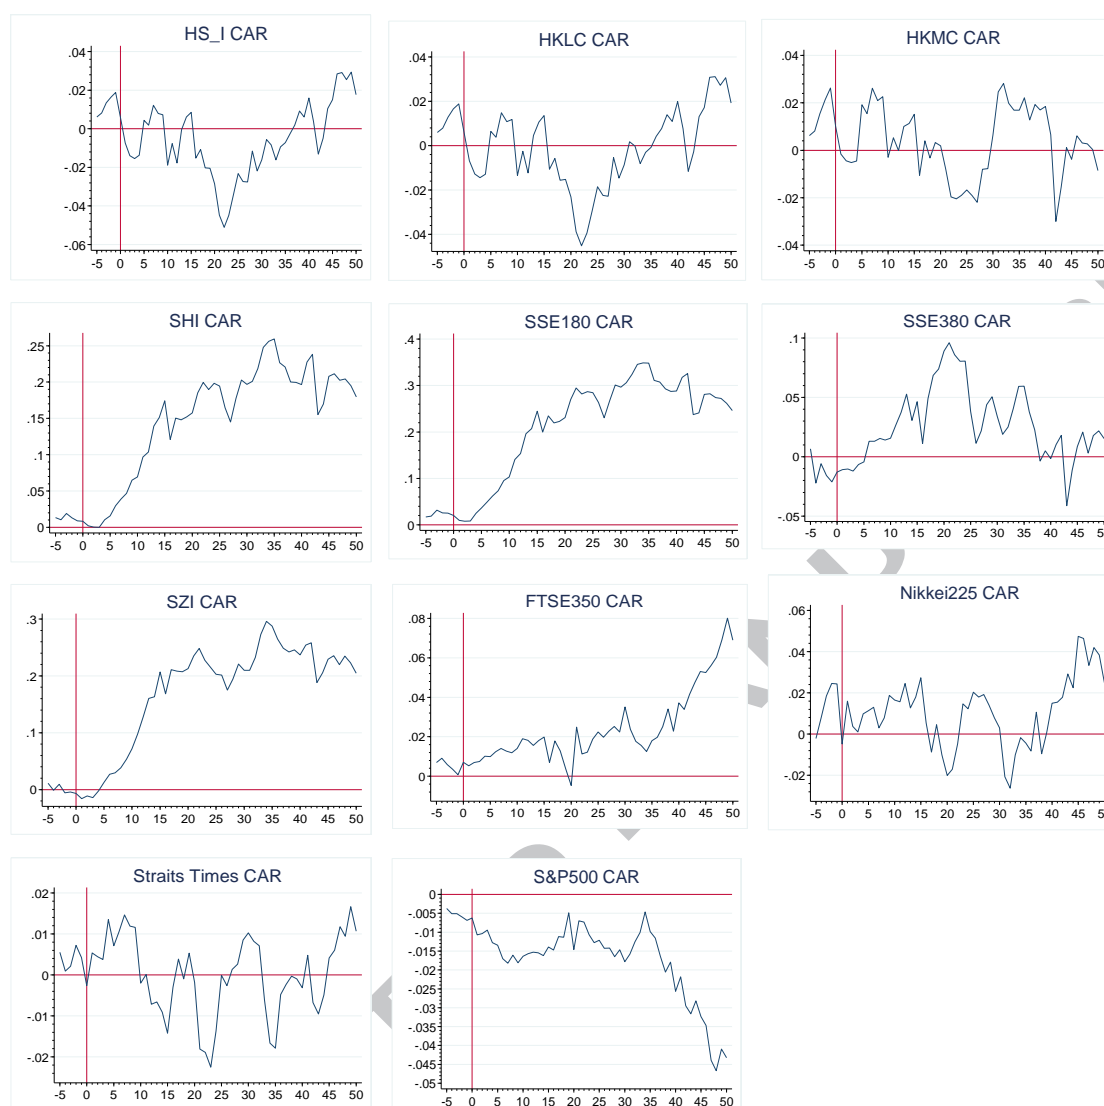 HS_I CAR
.04
.02
0
-.02
-.04
-.06
-5 0 5 10 15 20 25 30 35 40 45 50
HKLC CAR
.04
.02
0
-.02
-.04
-5 0 5 10 15 20 25 30 35 40 45 50
HKMC CAR
.04
.02
0
-.02
-.04
-5 0 5 10 15 20 25 30 35 40 45 50
SHI CAR
.25
.2
.15
.1
.05
0
-5 0 5 10 15 20 25 30 35 40 45 50
SSE180 CAR
.4
.3
.2
.1
0
-5 0 5 10 15 20 25 30 35 40 45 50
SSE380 CAR
.1
.05
0
-.05
-5 0 5 10 15 20 25 30 35 40 45 50
SZI CAR
.3
.2
.1
0
-5 0 5 10 15 20 25 30 35 40 45 50
FTSE350 CAR
.08
.06
.04
.02
0
-5 0 5 10 15 20 25 30 35 40 45 50
Nikkei225 CAR
.06
.04
.02
0
-.02
-5 0 5 10 15 20 25 30 35 40 45 50
Straits Times CAR
.02
.01
0
-.01
-.02
-5 0 5 10 15 20 25 30 35 40 45 50
S&P500 CAR
0
-.005
-.01
-.015
-.02
-.025
-.03
-.035
-.04
-.045
-.05
-5 0 5 10 15 20 25 30 35 40 45 50